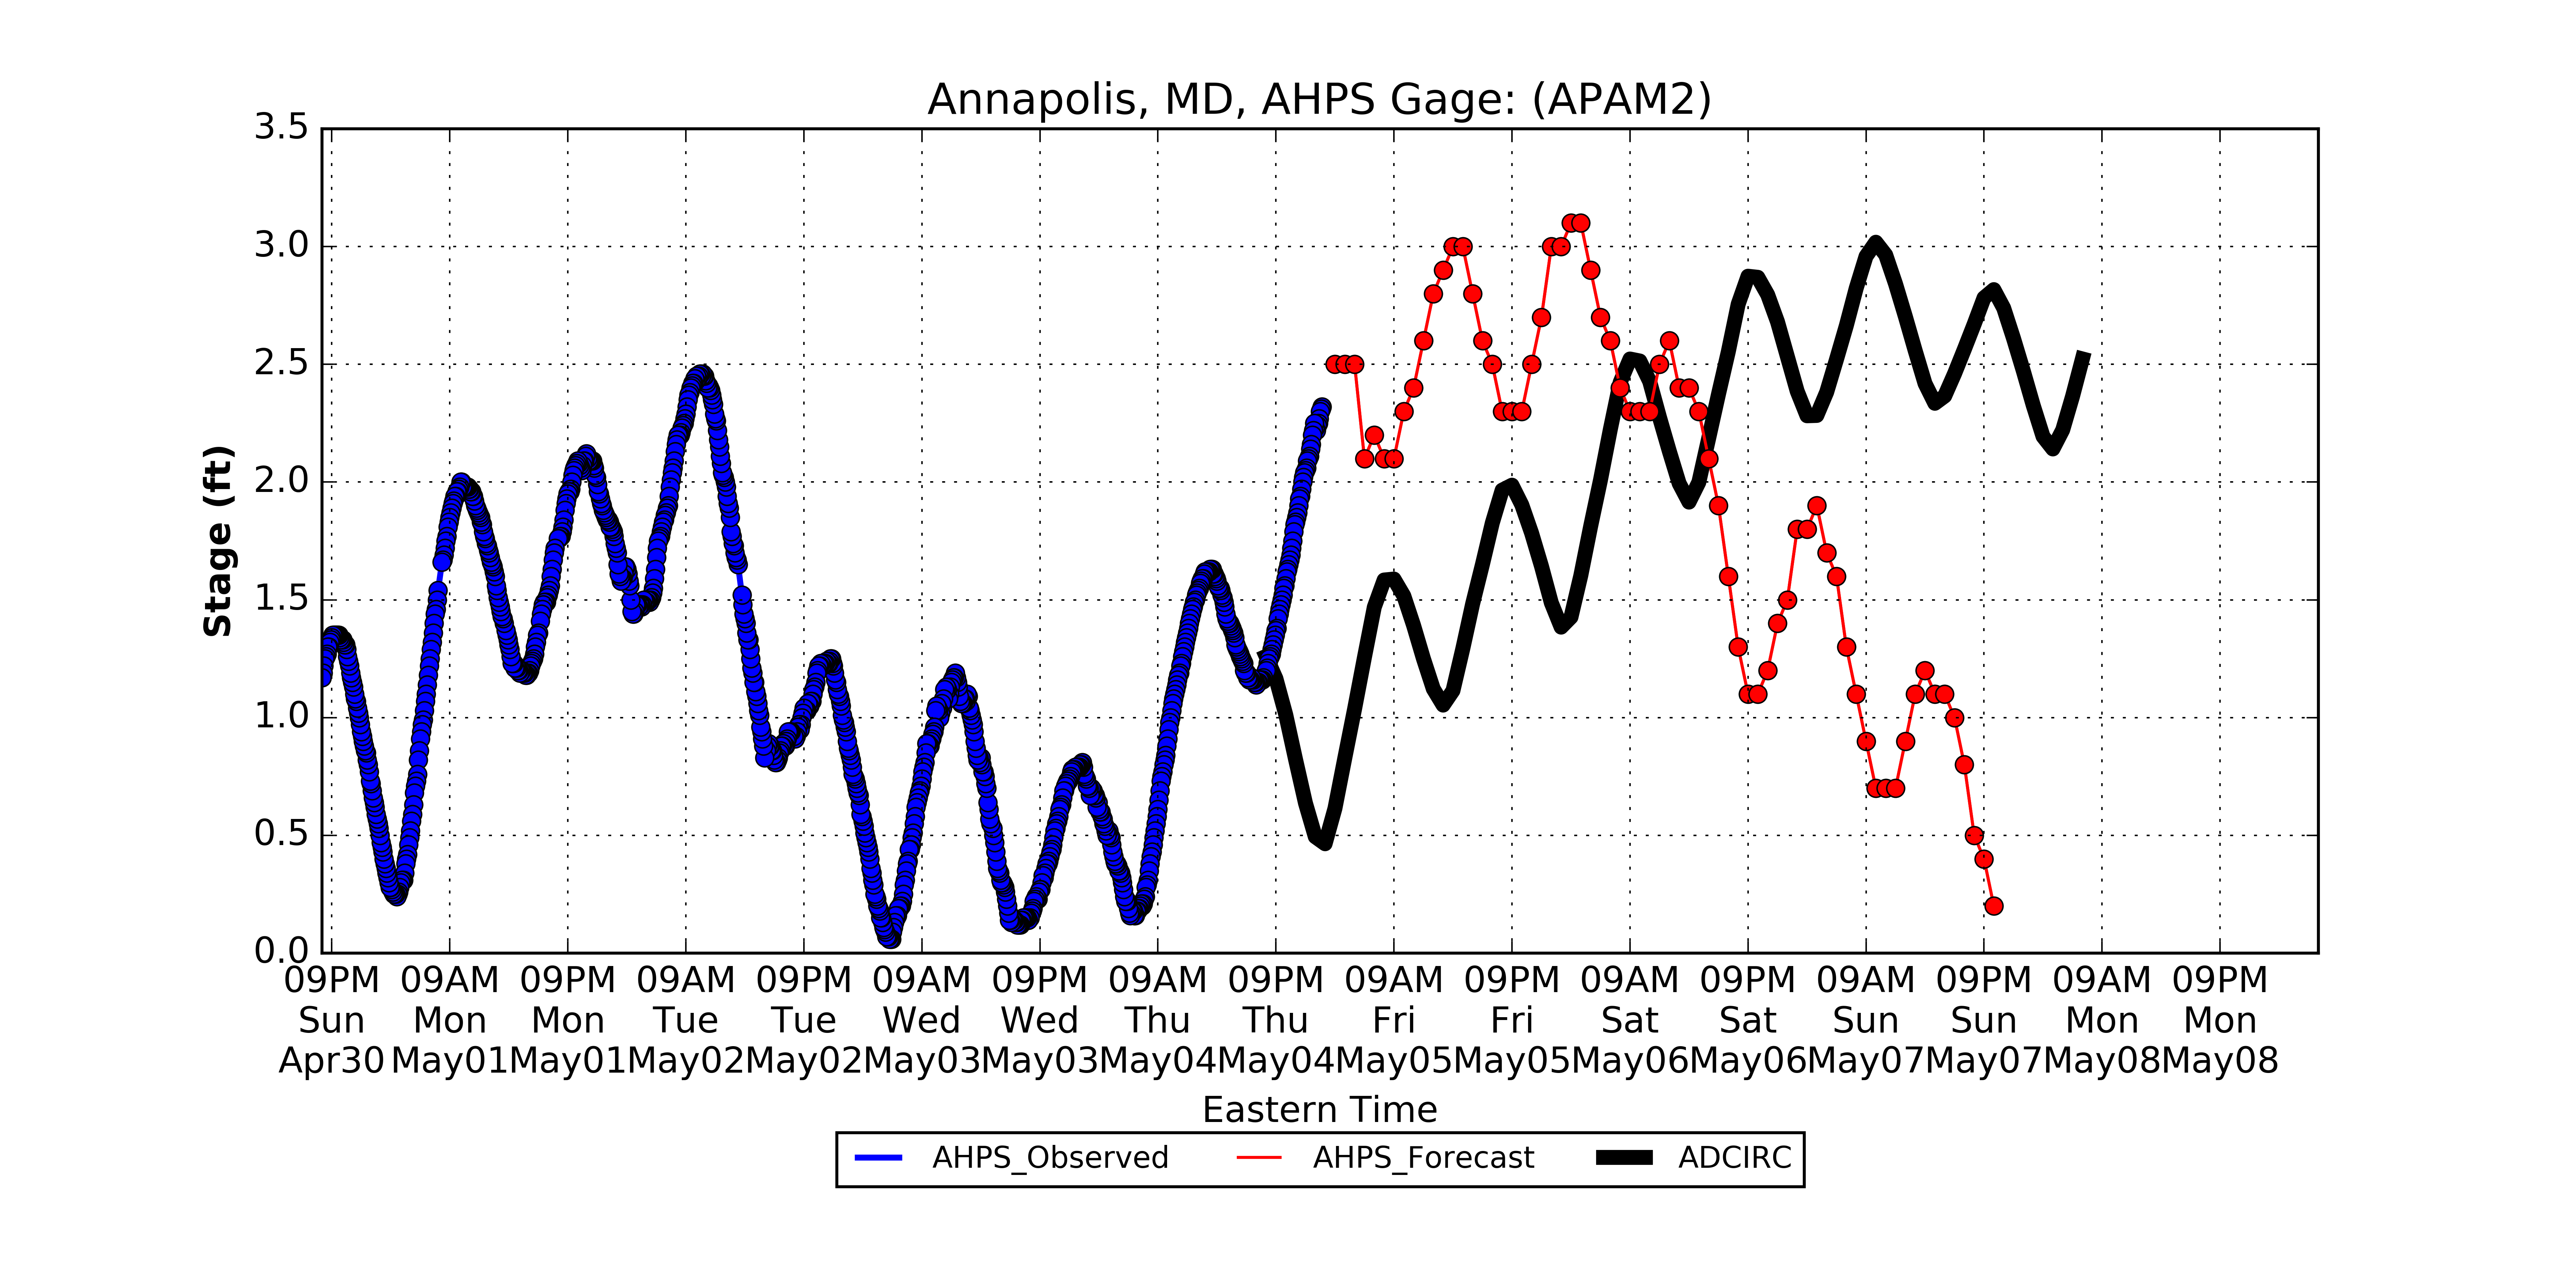 Annapolis, MD, AHPS Gage: (APAM2)
Stage (ft)
3.5
3.0
2.5
2.0
1.5
1.0
0.5
0.0
09PM 09AM 09PM 09AM 09PM 09AM 09PM 09AM 09PM 09AM 09PM 09AM 09PM 09AM 09PM 09AM 09PM
Sun Mon Mon Tue Tue Wed Wed Thu Thu Fri Fri Sat Sat Sun Sun Mon Mon
Apr30 May01 May01 May02 May02 May03 May03 May04 May04 May05 May05 May06 May06 May07 May07 May08 May08
Eastern Time
AHPS_Observed AHPS_Forecast ADCIRC